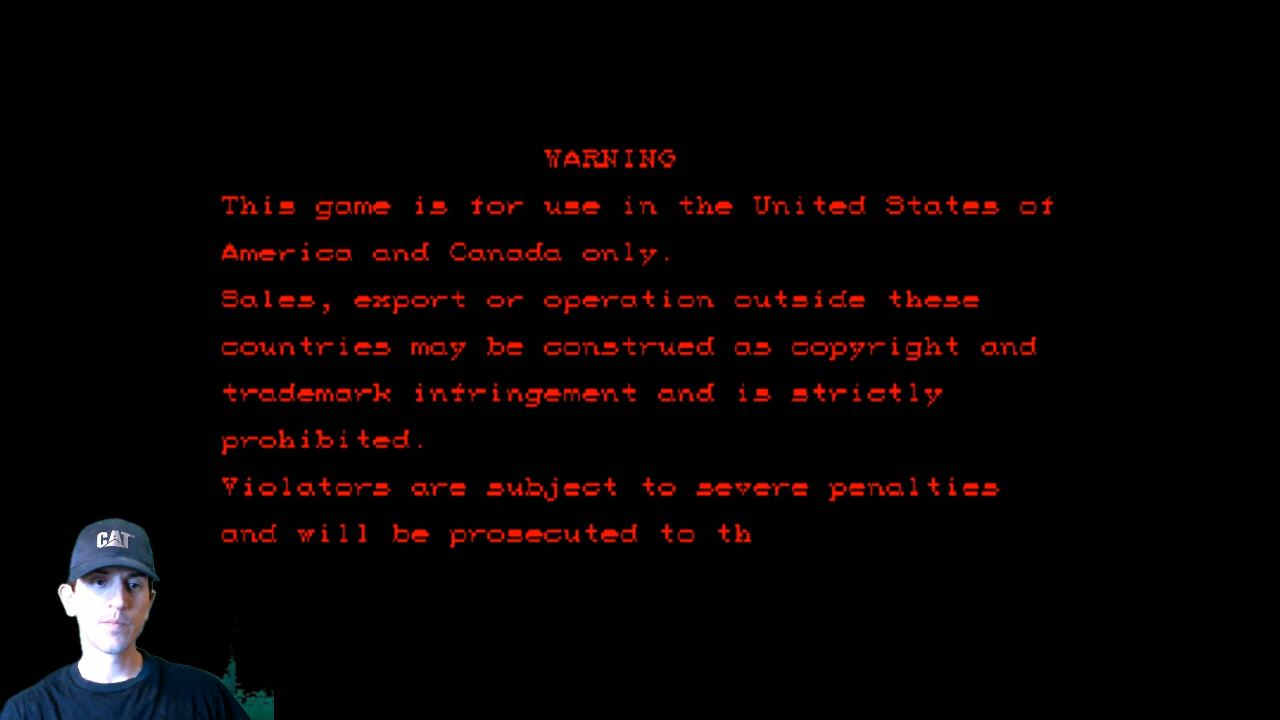 WARNING
This game is for use in the United States of
America and Canada only.
Sales, export or operation outside these
countries may be construed as copyright and
trademark infringement and is strictly
prohibited.
Violators are subject to severe penalties
and will be prosecuted to th
CAT